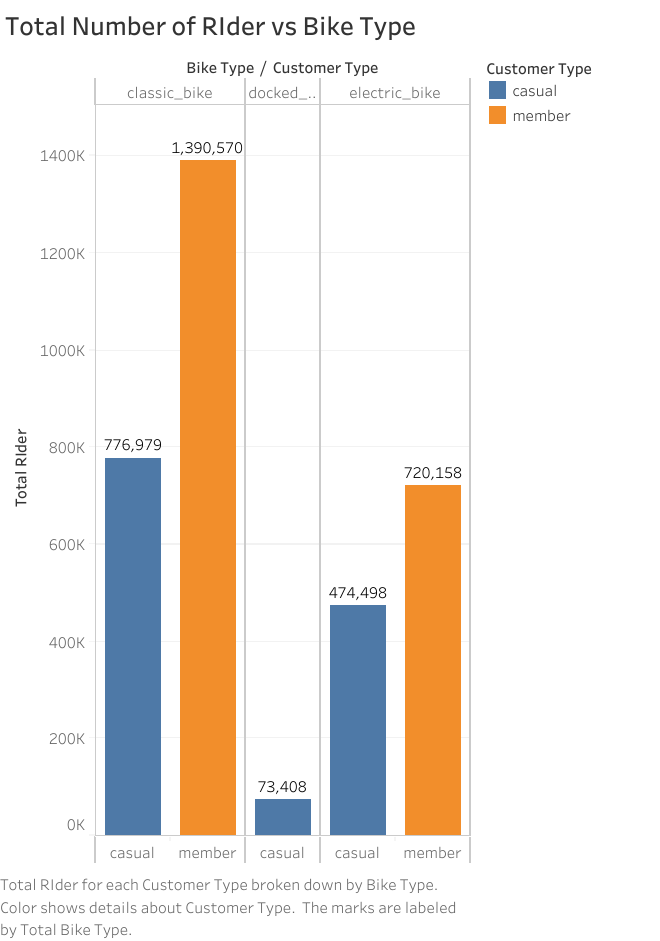 Total Number of RIder vs Bike Type
Bike Type / Customer Type
classic_bike docked_.. electric_bike
Customer Type
casual
member
1400K
1200K
1000K
800K
600K
400K
200K
0K
Total RIder
776,979
1,390,570
73,408
474,498
720,158
casual member casual casual member
Total RIder for each Customer Type broken down by Bike Type.
Color shows details about Customer Type. The marks are labeled
by Total Bike Type.